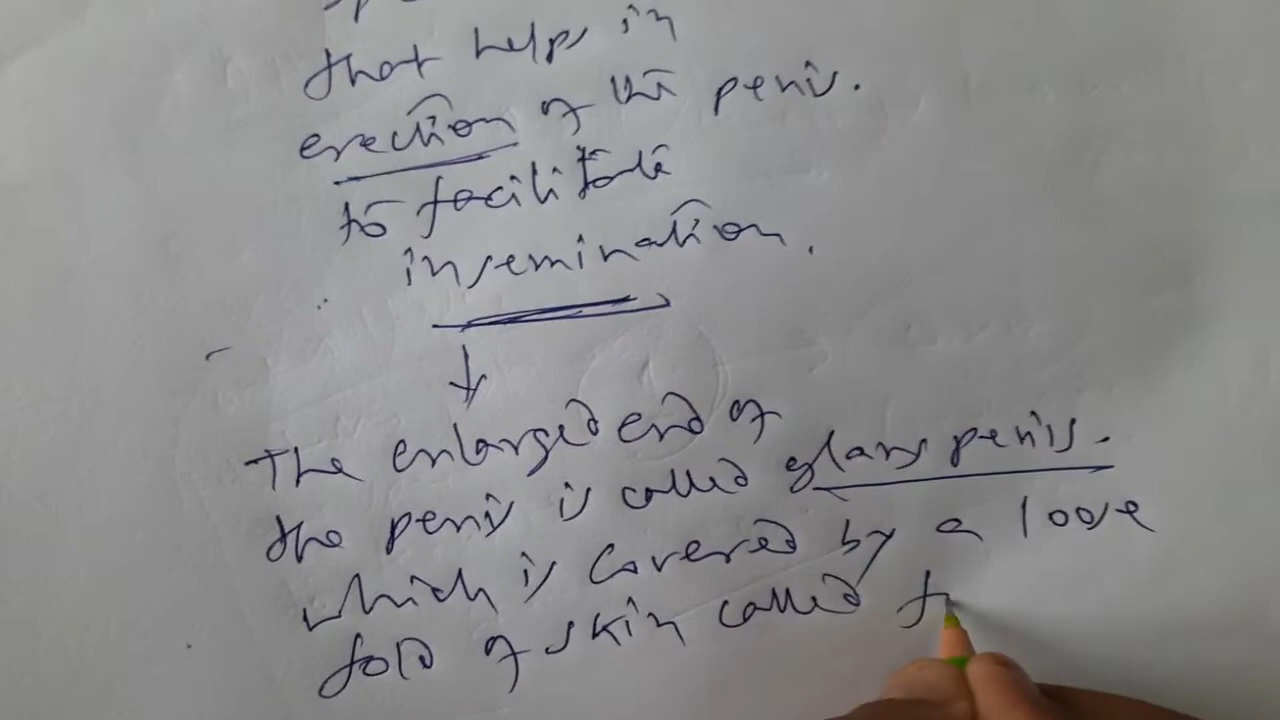 that helps in
erection of the penis.
to facilitate
insemination.
The enlarged end of
the penis is called glans penis.
which is covered by a loose
fold of skin called f